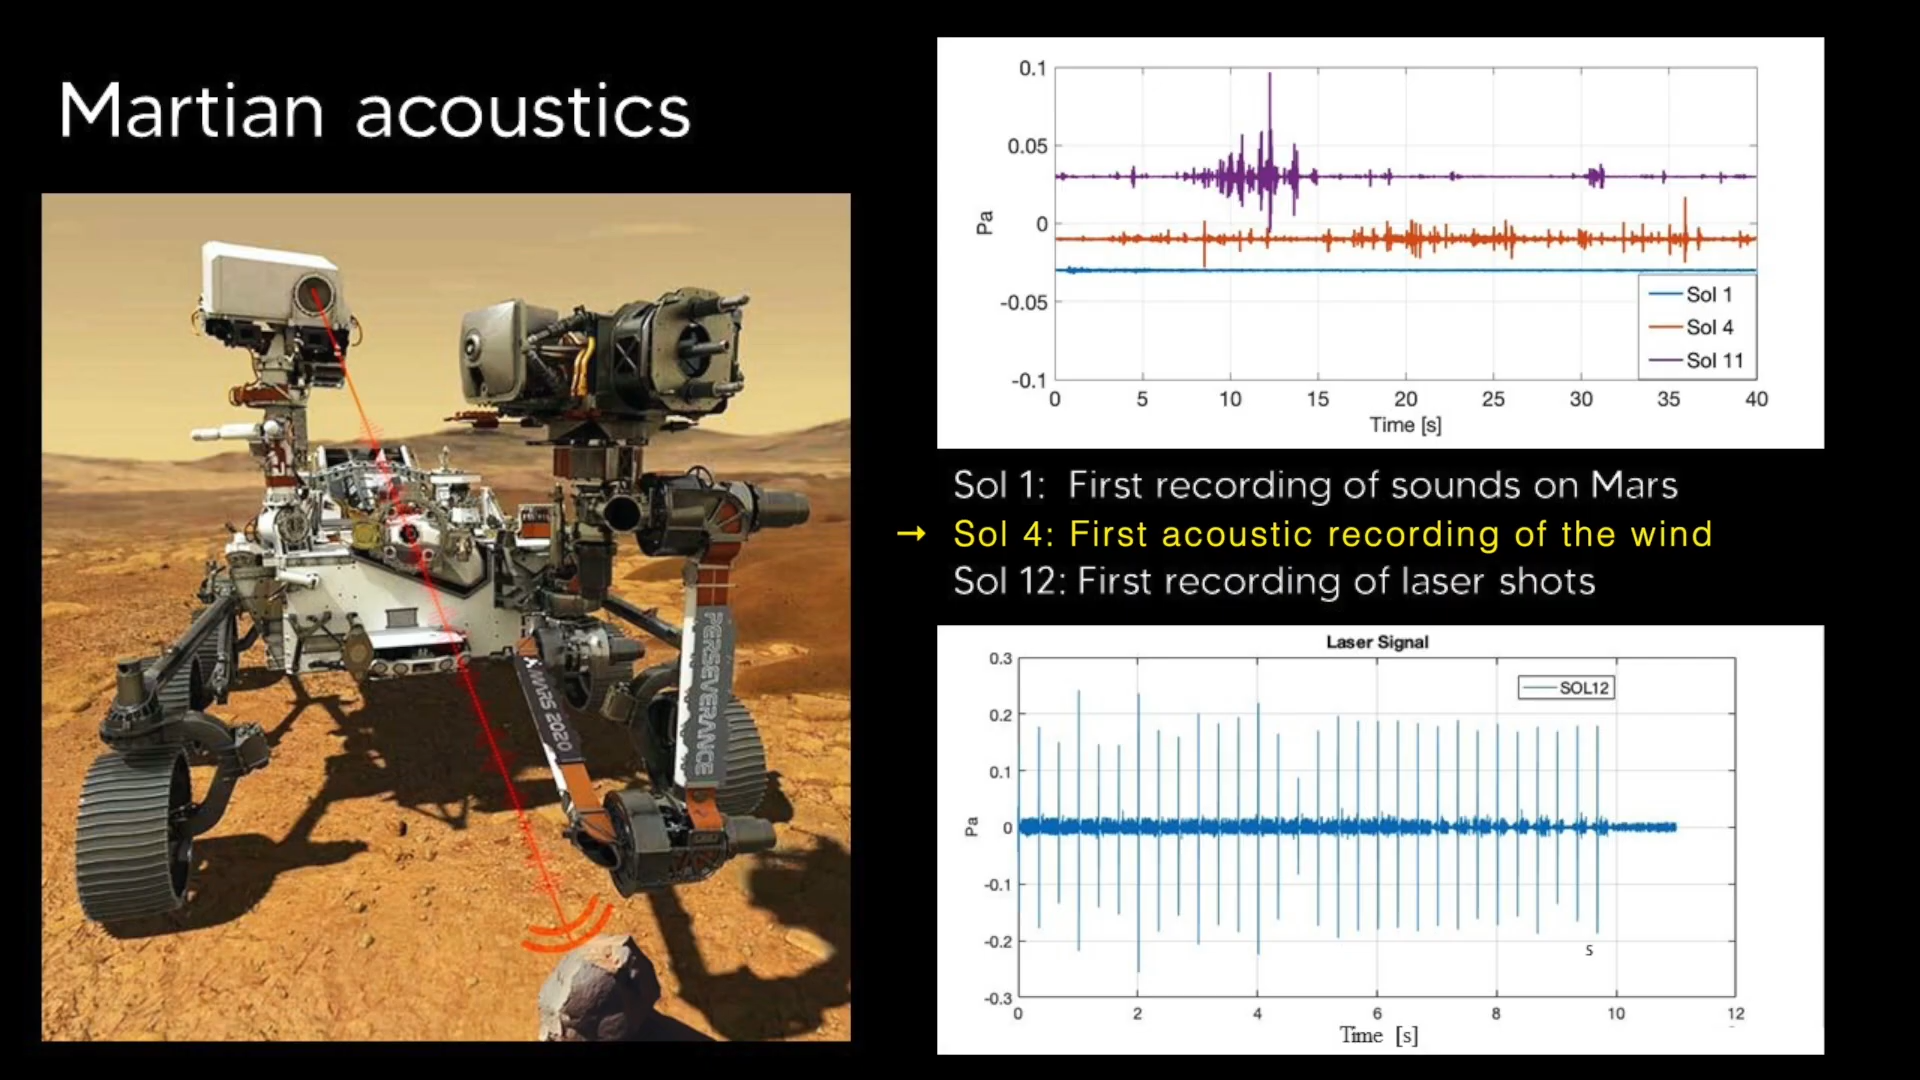 Martian acoustics
PERSEVERANCE
MARS 2020
0.1
0.05
0
-0.05
-0.1
Pa
0 5 10 15 20 25 30 35 40
Time [s]
Sol 1
Sol 4
Sol 11
Sol 1: First recording of sounds on Mars
→ Sol 4: First acoustic recording of the wind
Sol 12: First recording of laser shots
Laser Signal
0.3
0.2
0.1
0
-0.1
-0.2
-0.3
Pa
SOL12
s
0 2 4 6 8 10 12
Time [s]